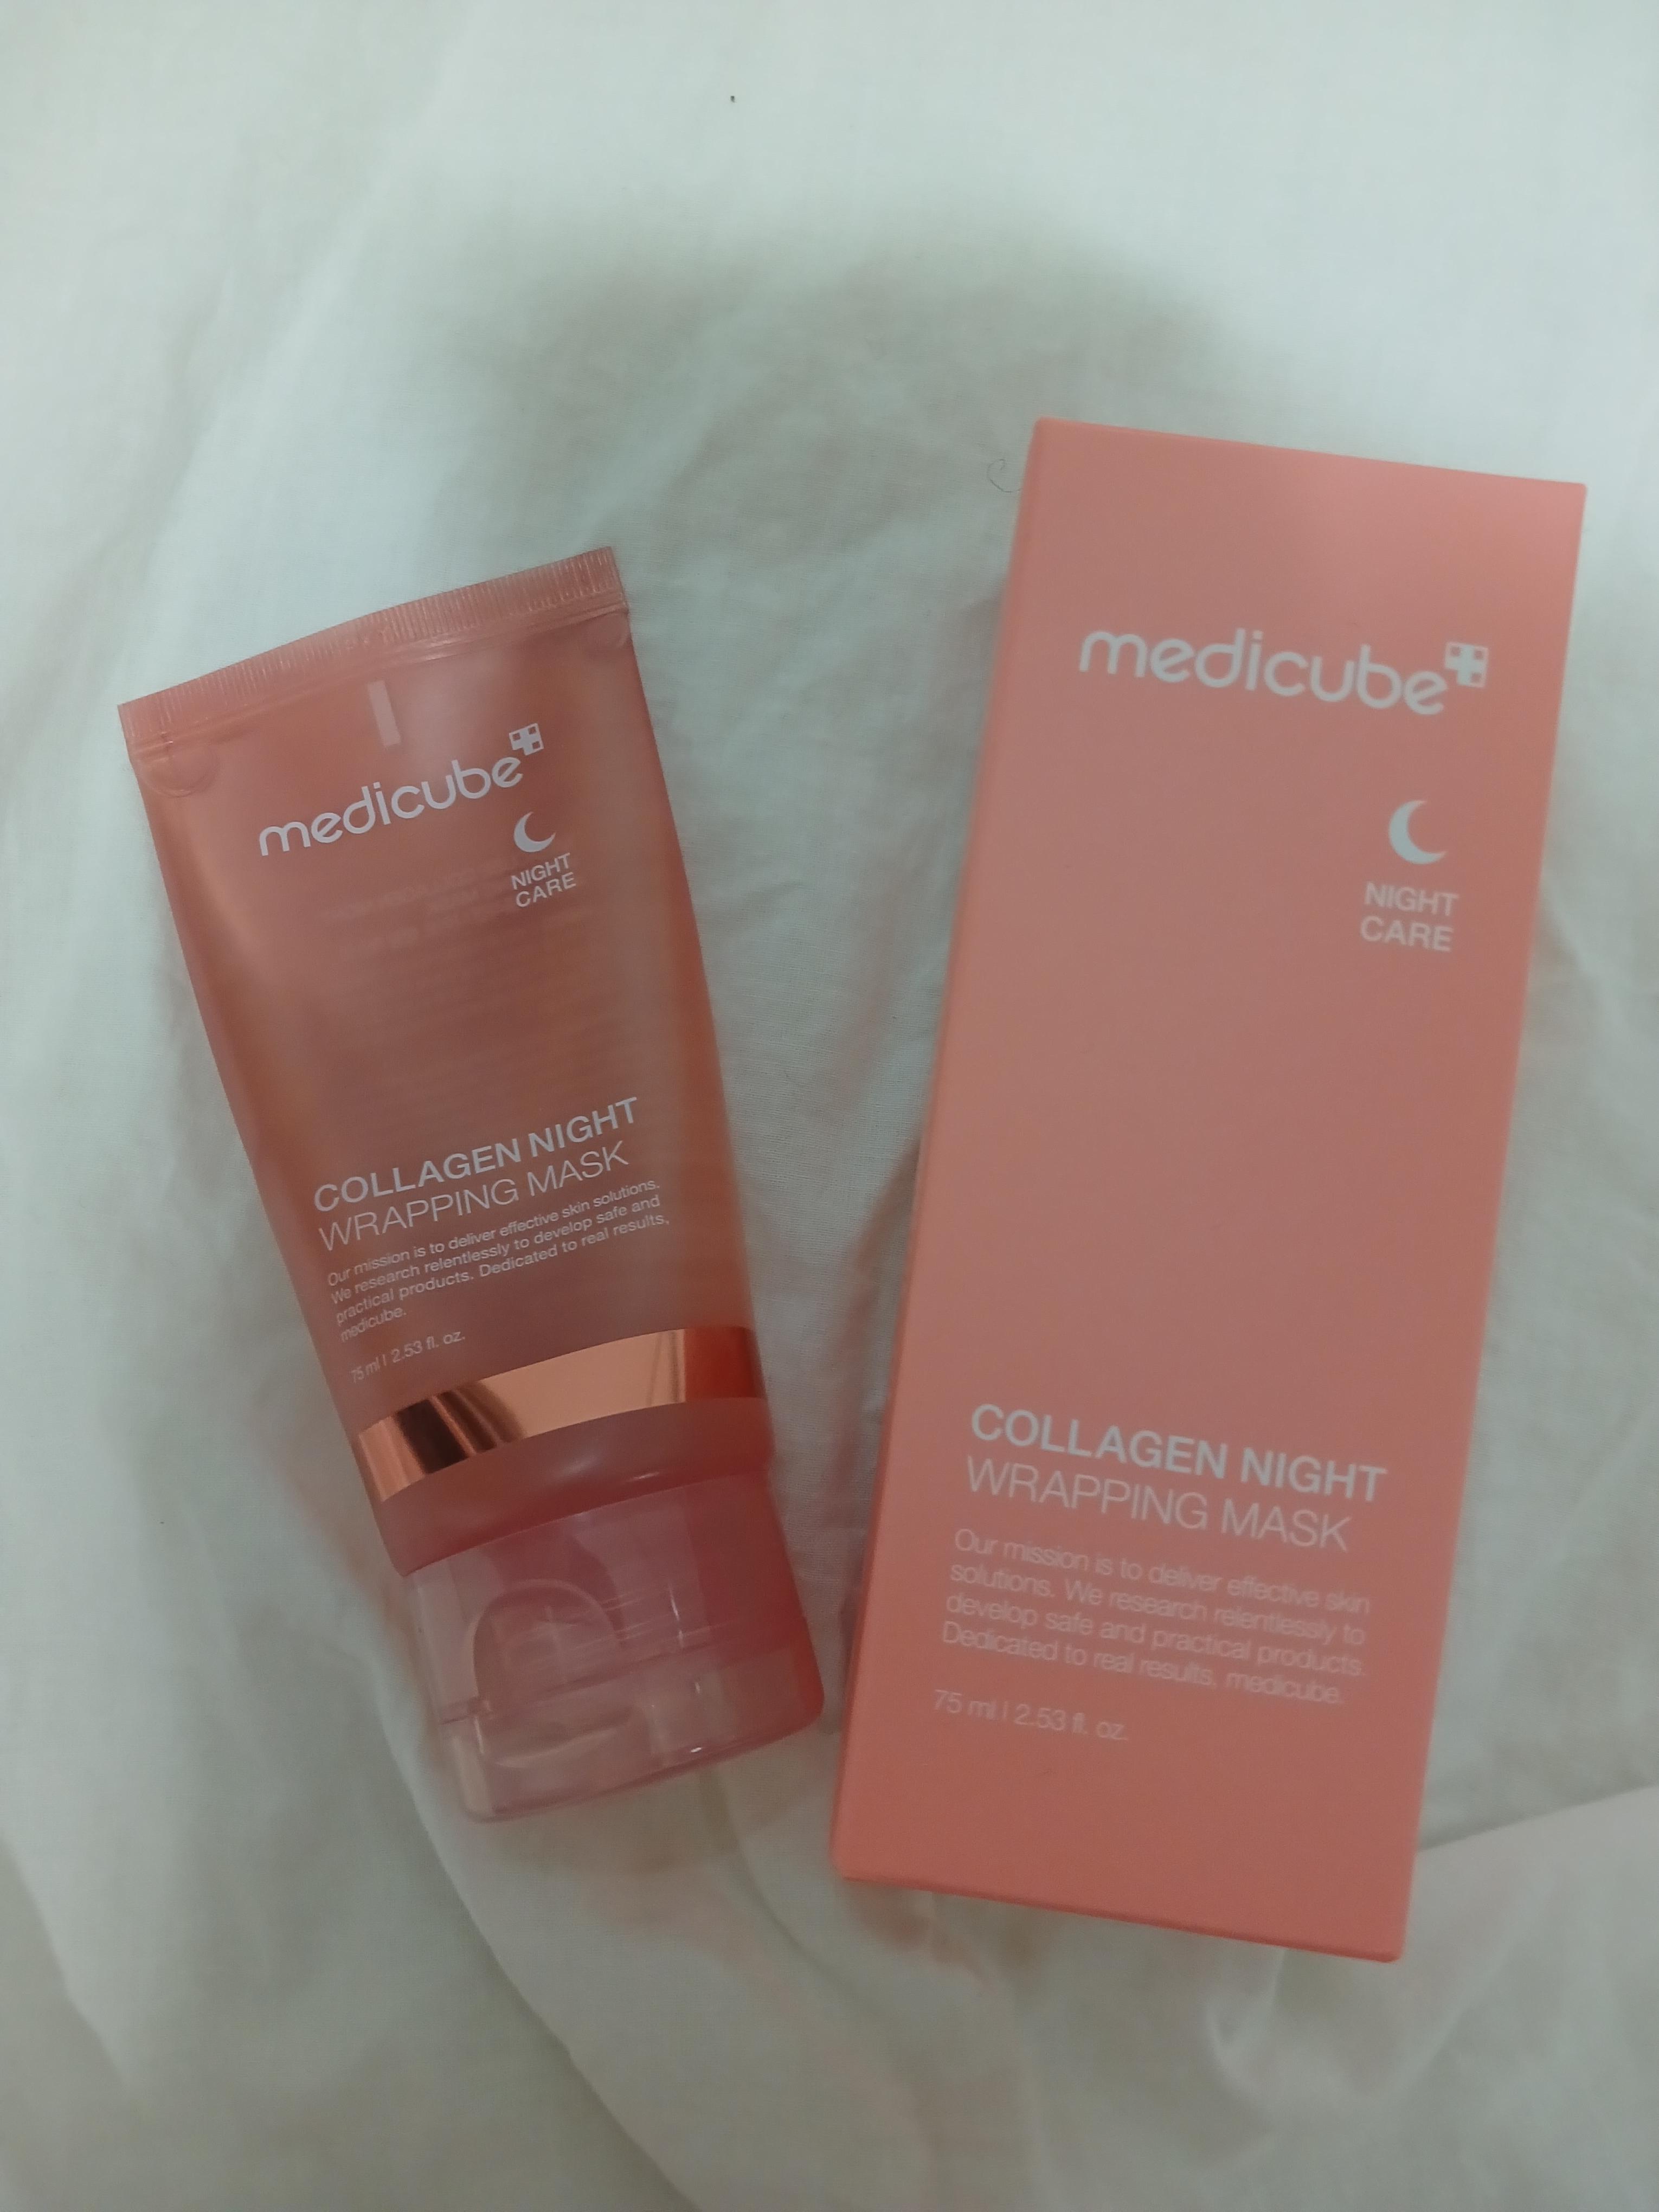 medicube
NIGHT
CARE
COLLAGEN NIGHT
WRAPPING MASK
Our mission is to deliver effective skin solutions.
We research relentlessly to develop safe and
practical products. Dedicated to real results,
medicube.
75 ml | 2.53 fl. oz.
medicube
NIGHT
CARE
COLLAGEN NIGHT
WRAPPING MASK
Our mission is to deliver effective skin
solutions. We research relentlessly to
develop safe and practical products.
Dedicated to real results, medicube.
75 ml | 2.53 fl. oz.